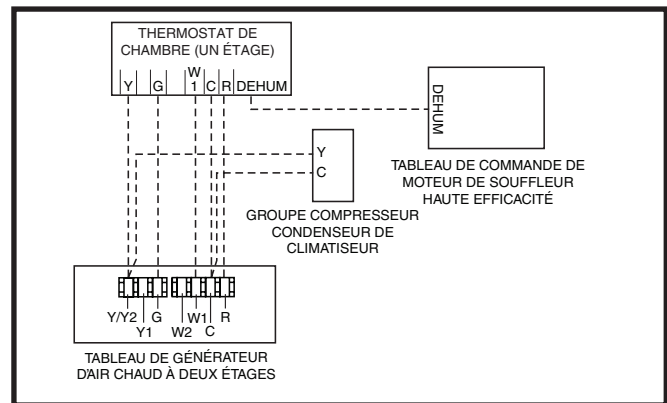 THERMOSTAT DE
CHAMBRE (UN ÉTAGE)
Y G W1 C R DEHUM
DEHUM
TABLEAU DE COMMANDE DE
MOTEUR DE SOUFFLEUR
HAUTE EFFICACITÉ
Y
C
GROUPE COMPRESSEUR
CONDENSEUR DE
CLIMATISEUR
Y/Y2 Y1 G W2 W1 C R
TABLEAU DE GÉNÉRATEUR
D'AIR CHAUD À DEUX ÉTAGES